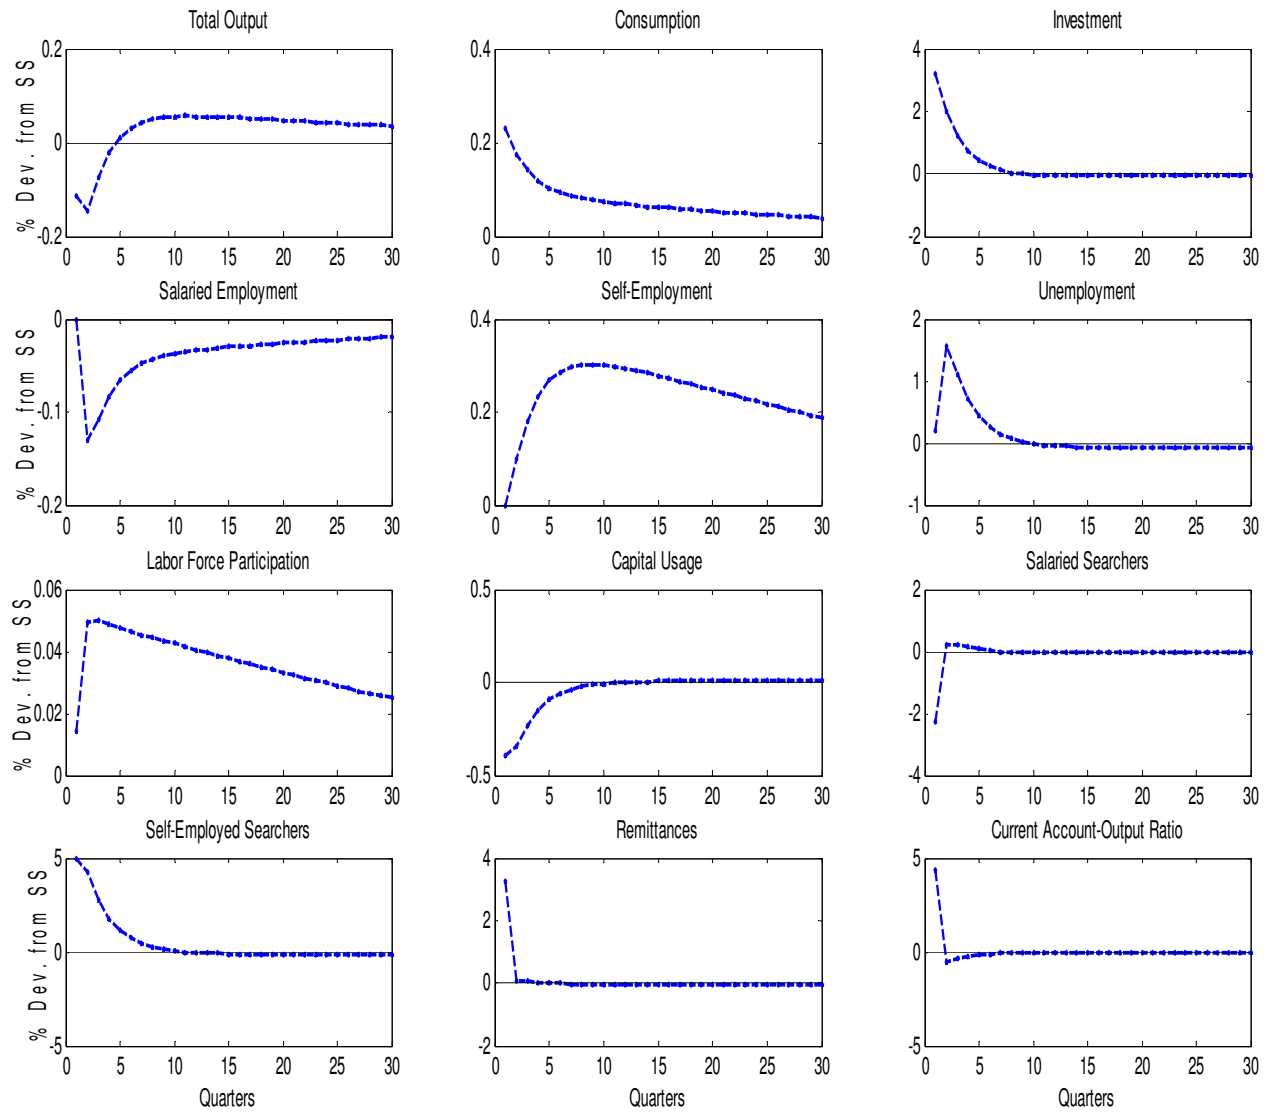 Total Output
Consumption
Investment
0.2
0
-0.2
% Dev. from SS
0 5 10 15 20 25 30
0.4
0.2
0
0 5 10 15 20 25 30
4
2
0
-2
0 5 10 15 20 25 30
Salaried Employment
Self-Employment
Unemployment
0
-0.1
-0.2
% Dev. from SS
0 5 10 15 20 25 30
0.4
0.2
0
0 5 10 15 20 25 30
2
1
0
-1
0 5 10 15 20 25 30
Labor Force Participation
Capital Usage
Salaried Searchers
0.06
0.04
0.02
0
% Dev. from SS
0 5 10 15 20 25 30
0.5
0
-0.5
0 5 10 15 20 25 30
2
0
-2
-4
0 5 10 15 20 25 30
Self-Employed Searchers
Remittances
Current Account-Output Ratio
5
0
-5
% Dev. from SS
0 5 10 15 20 25 30
Quarters
4
2
0
-2
0 5 10 15 20 25 30
Quarters
5
0
-5
0 5 10 15 20 25 30
Quarters